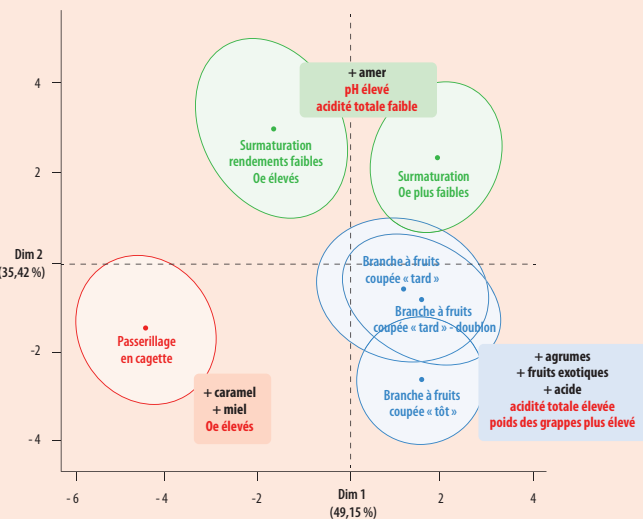 + amer
pH élevé
acidité totale faible
4
Surmaturation
rendements faibles
Oe élevés
2
Surmaturation
Oe plus faibles
Dim 2
(35,42 %)
0
Branche à fruits
coupée « tard »
Branche à fruits
coupée « tard » - doublon
Passerillage
en cagette
-2
+ agrumes
+ fruits exotiques
+ acide
acidité totale élevée
poids des grappes plus élevé
+ caramel
+ miel
Oe élevés
Branche à fruits
coupée « tôt »
- 4
- 6
- 4
-2
Dim 1
(49,15 %)
2
4